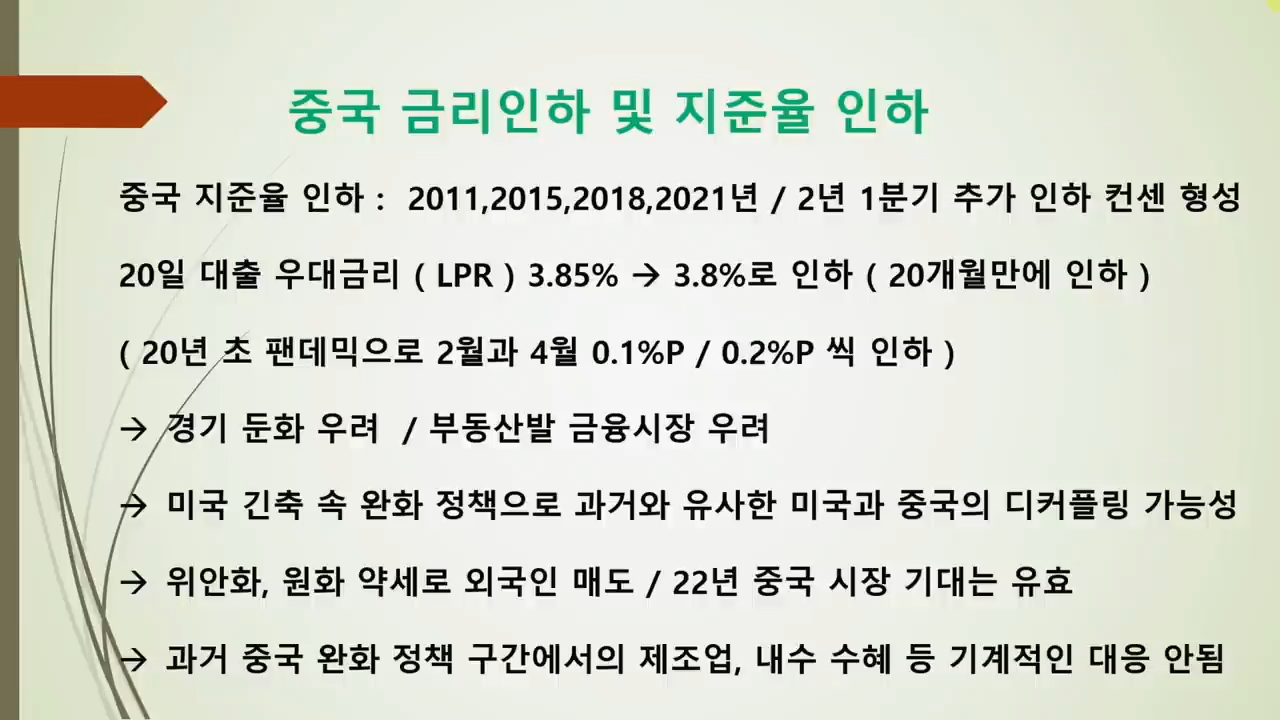 중국 금리인하 및 지준율 인하
중국 지준율 인하 : 2011,2015,2018,2021년 / 2년 1분기 추가 인하 컨센 형성
20일 대출 우대금리 ( LPR ) 3.85% → 3.8%로 인하 ( 20개월만에 인하 )
( 20년 초 팬데믹으로 2월과 4월 0.1%P / 0.2%P 씩 인하 )
→ 경기 둔화 우려 / 부동산발 금융시장 우려
→ 미국 긴축 속 완화 정책으로 과거와 유사한 미국과 중국의 디커플링 가능성
→ 위안화, 원화 약세로 외국인 매도 / 22년 중국 시장 기대는 유효
→ 과거 중국 완화 정책 구간에서의 제조업, 내수 수혜 등 기계적인 대응 안됨